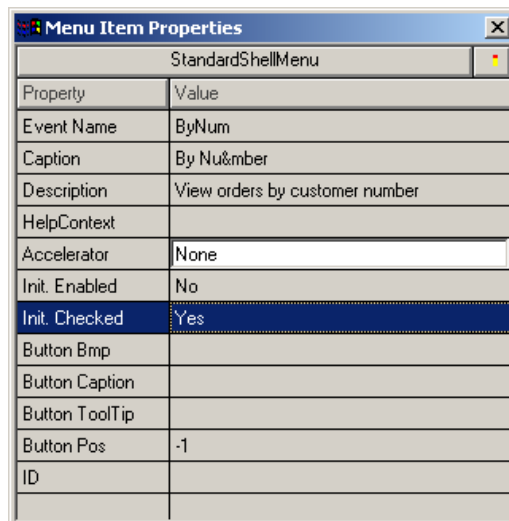 Menu Item Properties
StandardShellMenu
Property Value
Event Name ByNum
Caption By Nu&mber
Description View orders by customer number
HelpContext
Accelerator None
Init. Enabled No
Init. Checked Yes
Button Bmp
Button Caption
Button ToolTip
Button Pos -1
ID